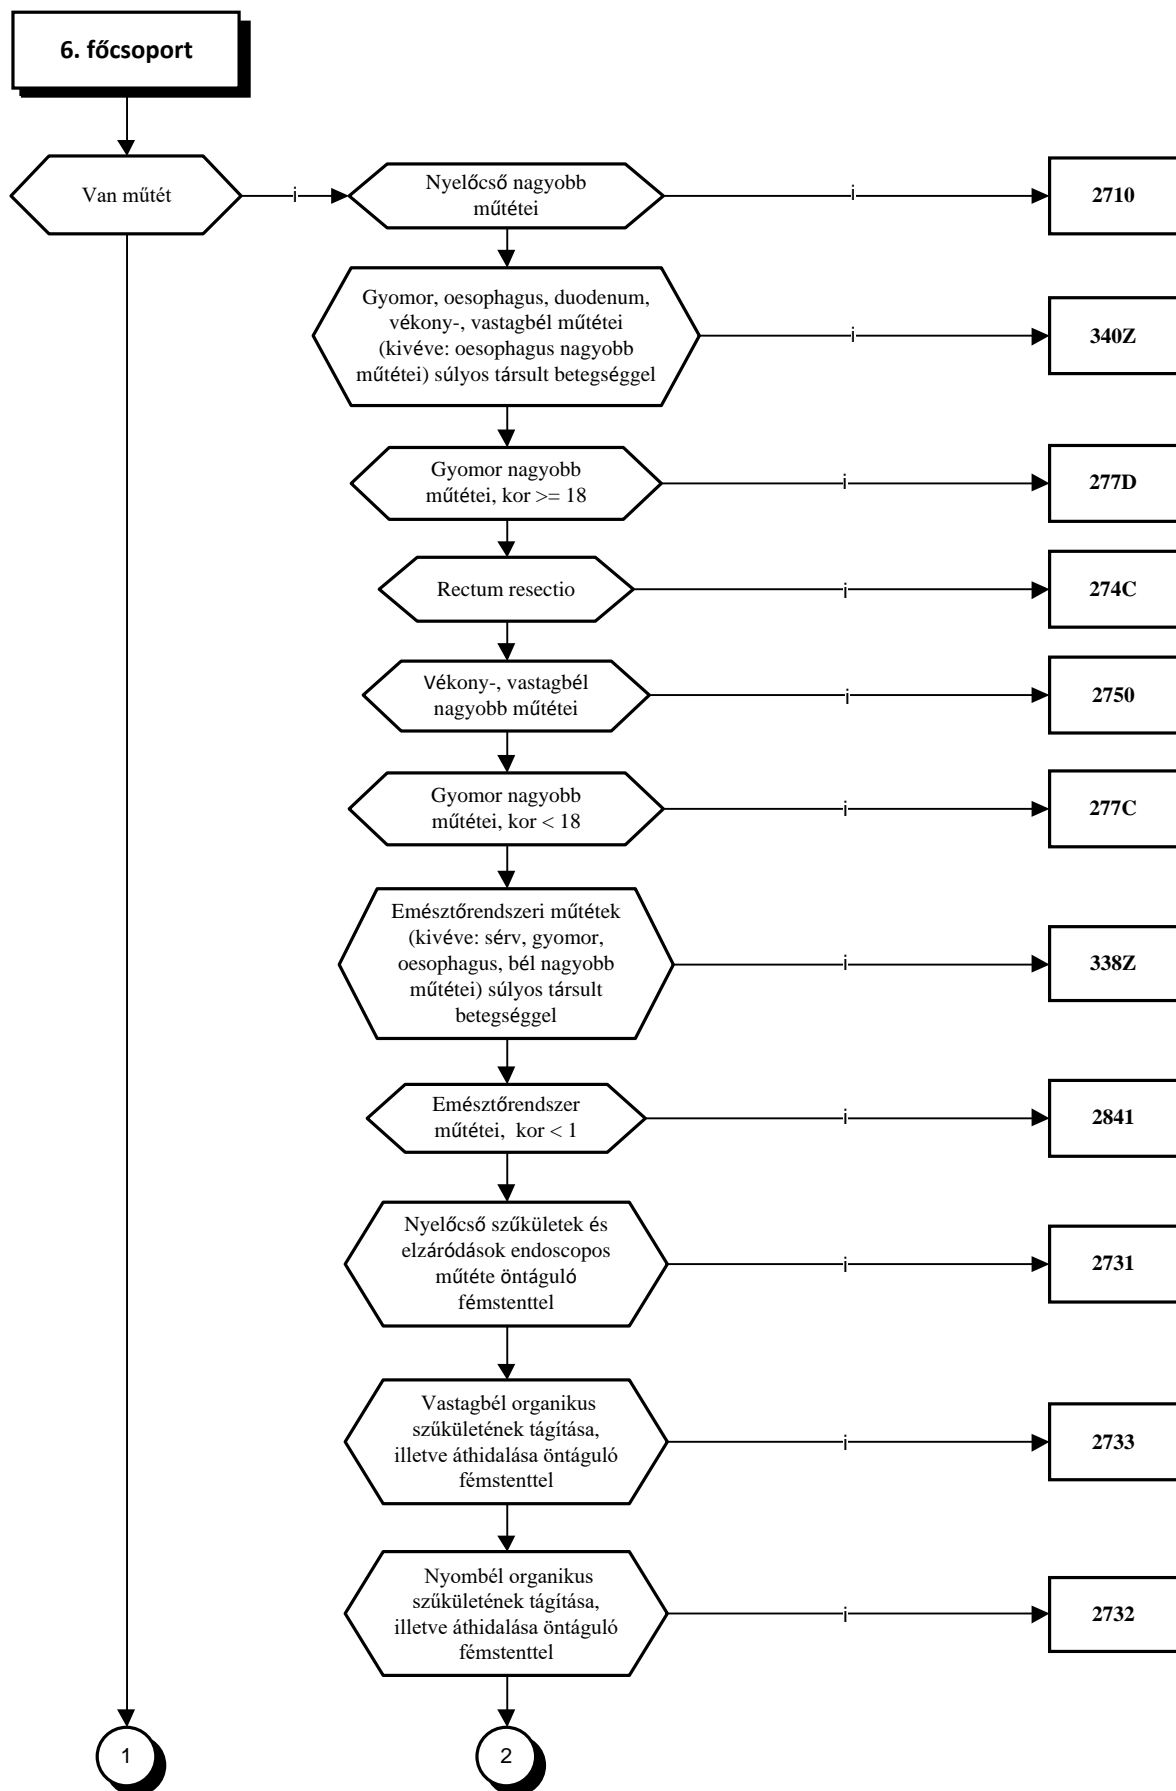 6. főcsoport
Van műtét
i
Nyelőcső nagyobb
műtétei
i
2710
Gyomor, oesophagus, duodenum,
vékony-, vastagbél műtétei
(kivéve: oesophagus nagyobb
műtétei) súlyos társult betegséggel
i
340Z
Gyomor nagyobb
műtétei, kor >= 18
i
277D
Rectum resectio
i
274C
Vékony-, vastagbél
nagyobb műtétei
i
2750
Gyomor nagyobb
műtétei, kor < 18
i
277C
Emésztőrendszeri műtétek
(kivéve: sérv, gyomor,
oesophagus, bél nagyobb
műtétei) súlyos társult
betegséggel
i
338Z
Emésztőrendszer
műtétei, kor < 1
i
2841
Nyelőcső szűkületek és
elzáródások endoscopos
műtéte öntáguló
fémstenttel
i
2731
Vastagbél organikus
szűkületének tágítása,
illetve áthidalása öntáguló
fémstenttel
i
2733
Nyombél organikus
szűkületének tágítása,
illetve áthidalása öntáguló
fémstenttel
i
2732
1
2